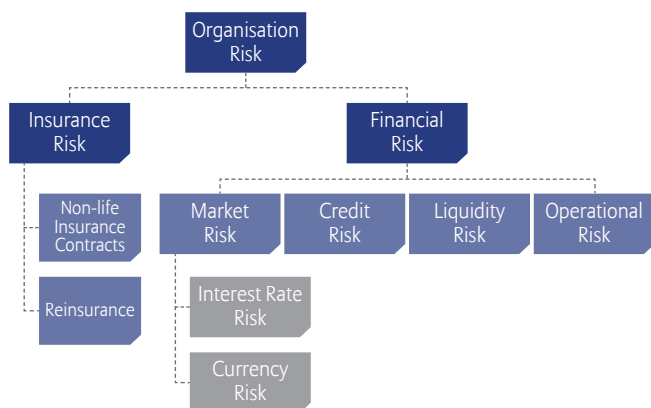 Organisation
Risk
Insurance
Risk
Financial
Risk
Non-life
Insurance
Contracts
Reinsurance
Market
Risk
Credit
Risk
Liquidity
Risk
Operational
Risk
Interest Rate
Risk
Currency
Risk